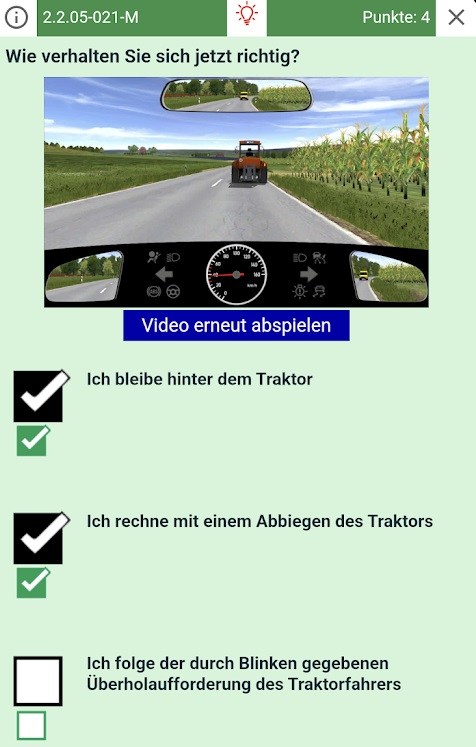 2.2.05-021-M
Punkte: 4
Wie verhalten Sie sich jetzt richtig?
Video erneut abspielen
Ich bleibe hinter dem Traktor
Ich rechne mit einem Abbiegen des Traktors
Ich folge der durch Blinken gegebenen
Überholaufforderung des Traktorfahrers